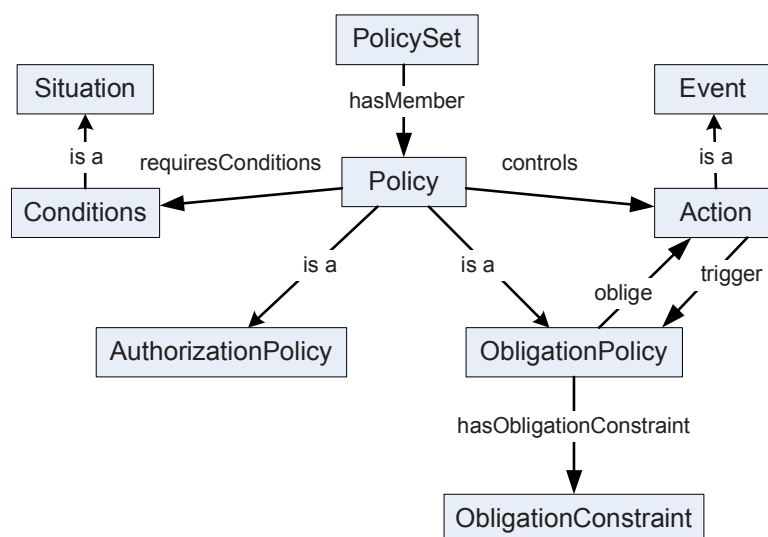 PolicySet
Situation
Event
hasMember
is a
is a
requiresConditions
controls
Policy
Conditions
Action
is a
is a
oblige
trigger
AuthorizationPolicy
ObligationPolicy
hasObligationConstraint
ObligationConstraint